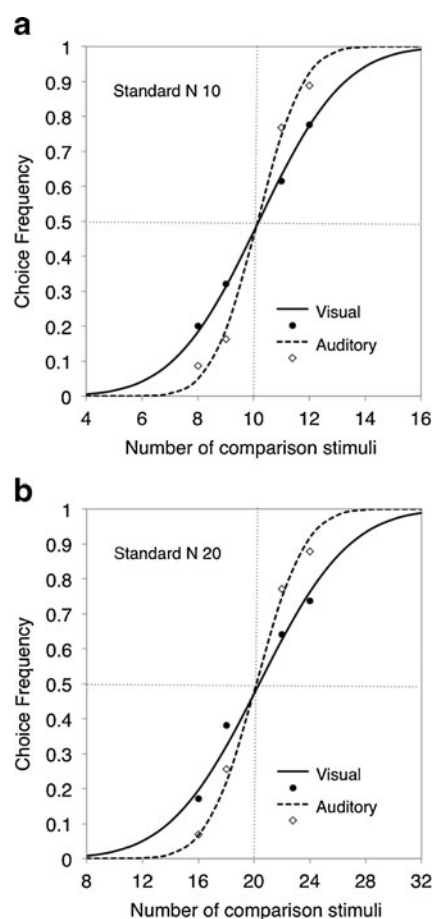 a
1
0.9
Standard N 10
0.8
0.7
0.6
0.5
0.4
0.3
Visual
0.2
Auditory
0.1
0
4 6 8 10 12 14 16
Choice Frequency
Number of comparison stimuli
b
1
0.9
Standard N 20
0.8
0.7
0.6
0.5
0.4
0.3
Visual
0.2
Auditory
0.1
0
8 12 16 20 24 28 32
Choice Frequency
Number of comparison stimuli